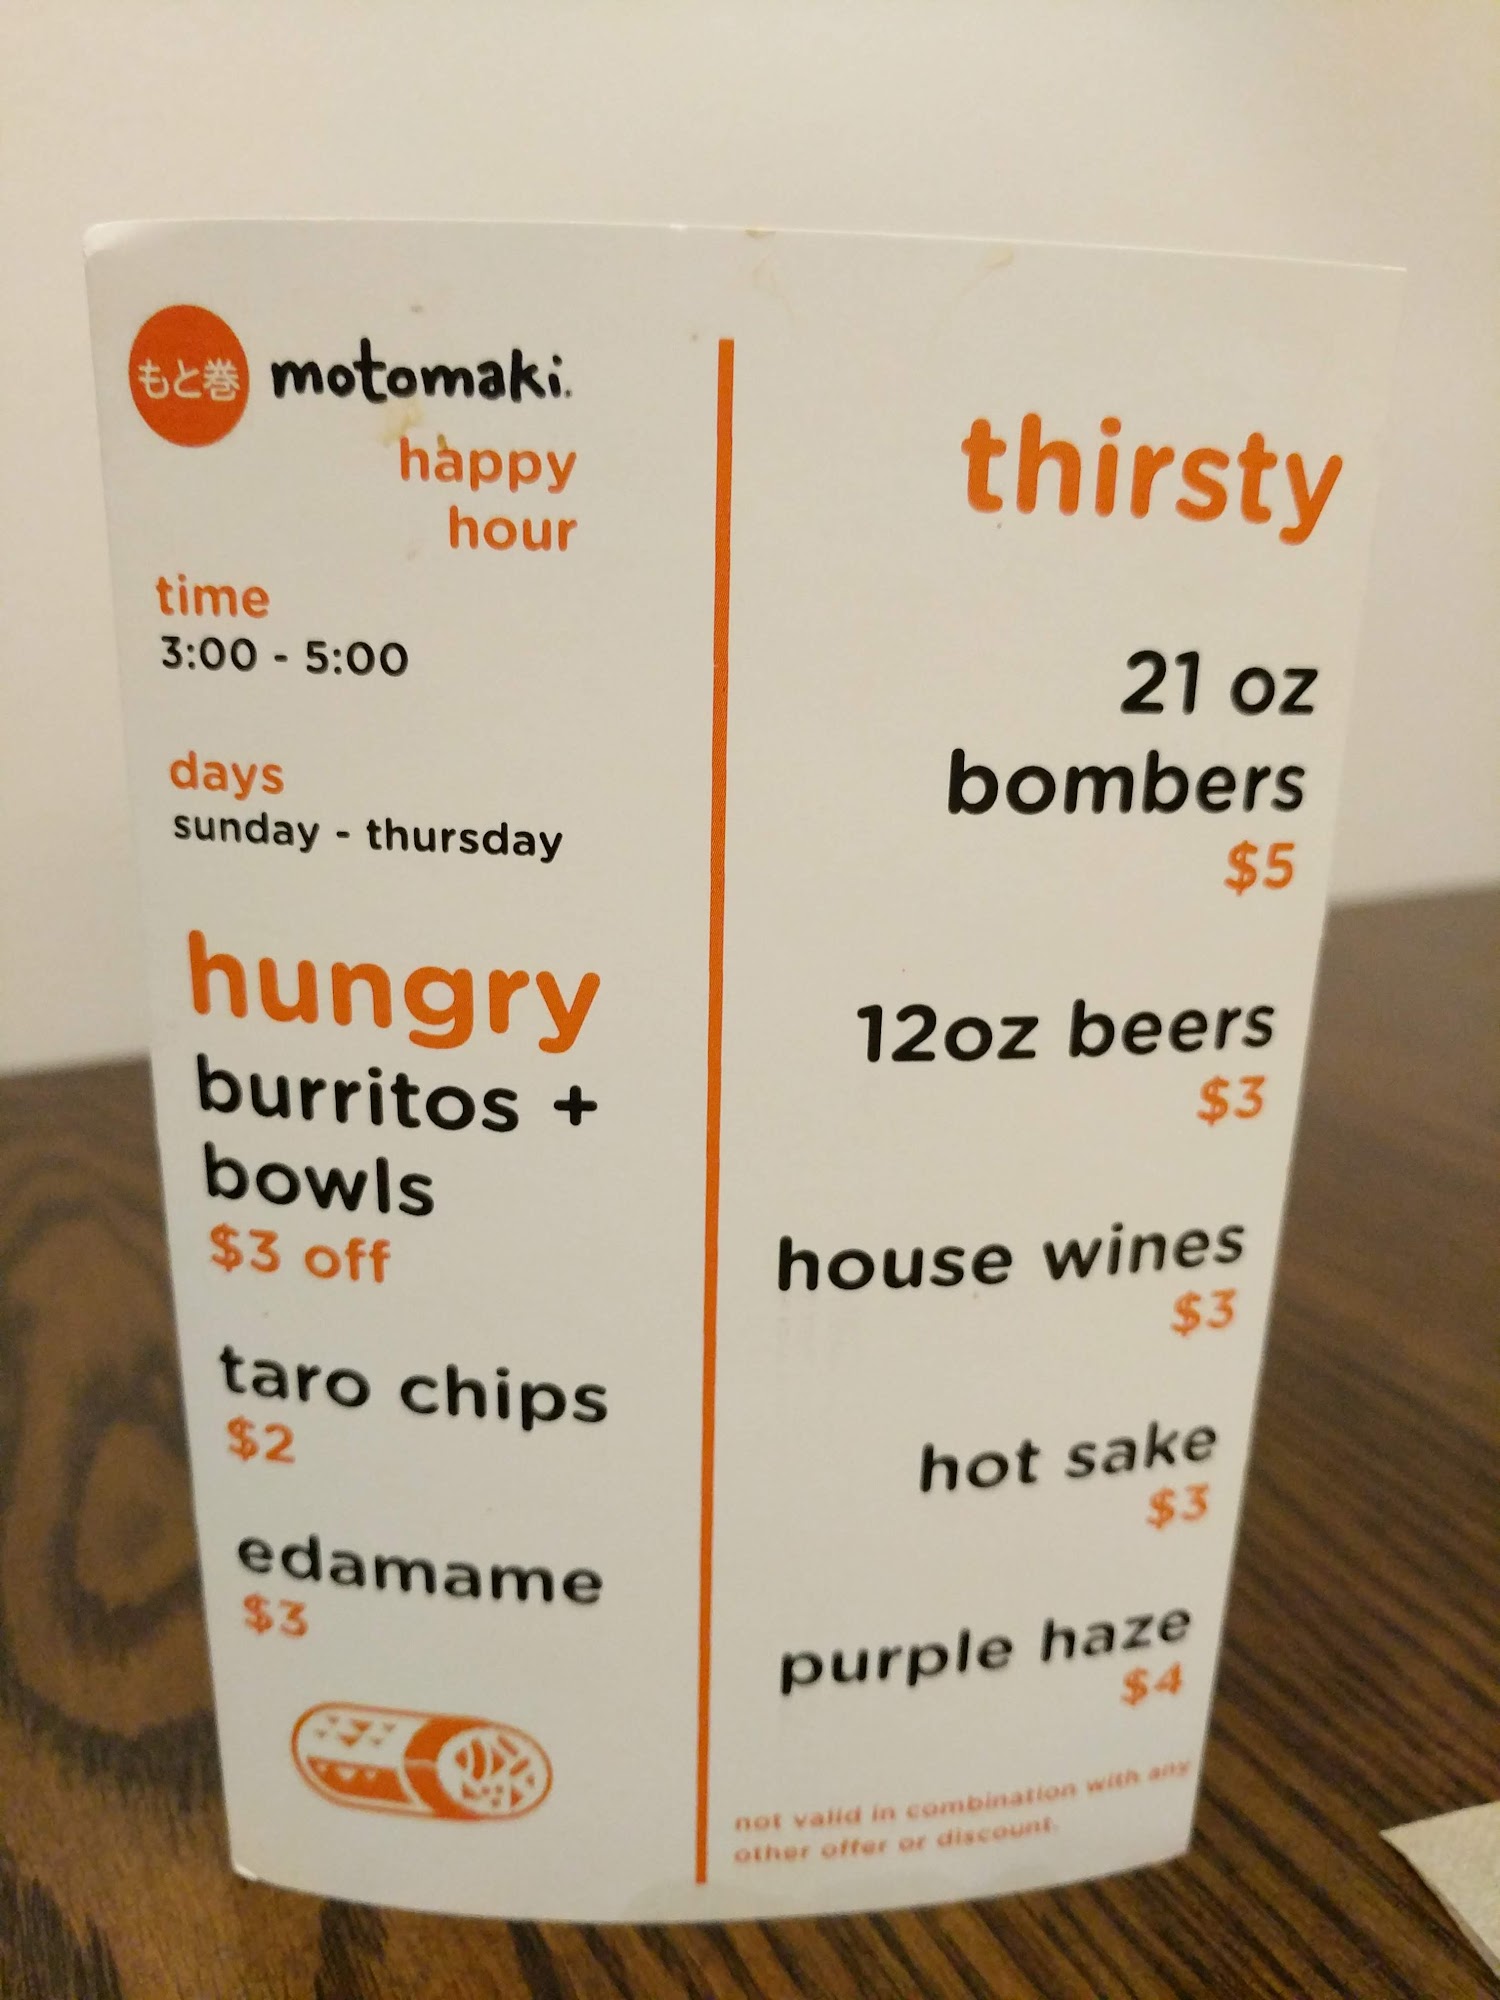 もと巻 motomaki.
happy
hour
time
3:00 - 5:00
days
sunday - thursday
hungry
burritos +
bowls
$3 off
taro chips
$2
edamame
$3
thirsty
21 oz
bombers
$5
12oz beers
$3
house wines
$3
hot sake
$3
purple haze
$4
not valid in combination with any
other offer or discount.